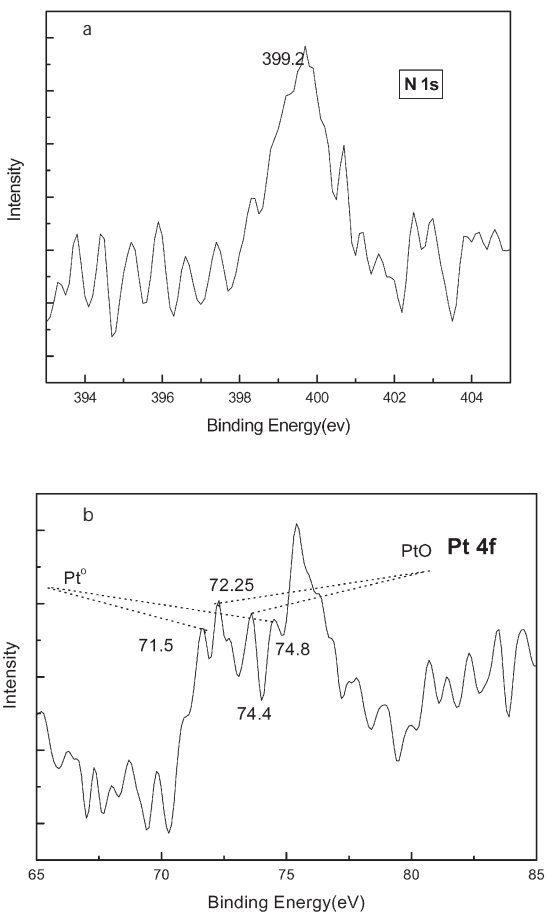 a
399.2
N 1s
Intensity
394 396 398 400 402 404
Binding Energy(ev)
b
PtO Pt 4f
Pt°
72.25
71.5
74.8
74.4
Intensity
65 70 75 80 85
Binding Energy(eV)